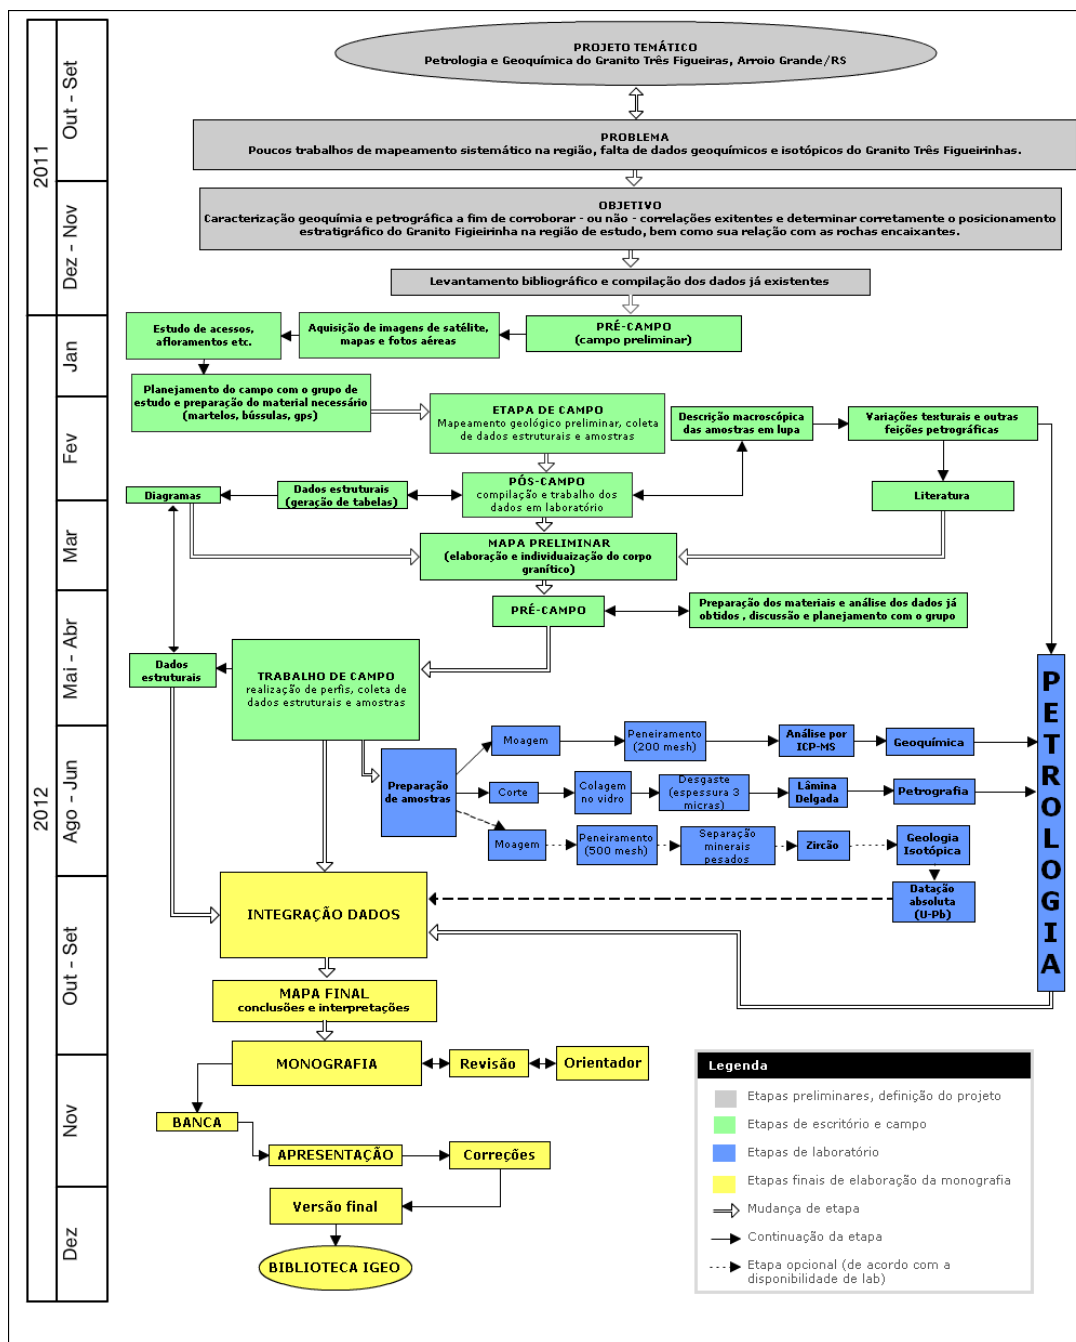 2011
Out - Set
Dez - Nov
2012
Jan
Fev
Mar
Mai - Abr
Ago - Jun
Out - Set
Nov
Dez
PROJETO TEMÁTICO
Petrologia e Geoquímica do Granito Três Figueiras, Arroio Grande/RS
PROBLEMA
Poucos trabalhos de mapeamento sistemático na região, falta de dados geoquímicos e isotópicos do Granito Três Figueirinhas.
OBJETIVO
Caracterização geoquímia e petrográfica a fim de corroborar - ou não - correlações exitentes e determinar corretamente o posicionamento
estratigráfico do Granito Figieirinha na região de estudo, bem como sua relação com as rochas encaixantes.
Levantamento bibliográfico e compilação dos dados já existentes
PRÉ-CAMPO
(campo preliminar)
Aquisição de imagens de satélite,
mapas e fotos aéreas
Estudo de acessos,
afloramentos etc.
Planejamento do campo com o grupo de
estudo e preparação do material necessário
(martelos, bússulas, gps)
ETAPA DE CAMPO
Mapeamento geológico preliminar, coleta
de dados estruturais e amostras
Descrição macroscópica
das amostras em lupa
Variações texturais e outras
feições petrográficas
PÓS-CAMPO
compilação e trabalho dos
dados em laboratório
Dados estruturais
(geração de tabelas)
Diagramas
Literatura
MAPA PRELIMINAR
(elaboração e individuaização do corpo
granítico)
PRÉ-CAMPO
Preparação dos materiais e análise dos dados já
obtidos , discussão e planejamento com o grupo
Dados
estruturais
TRABALHO DE CAMPO
realização de perfis, coleta de
dados estruturais e amostras
Preparação
de amostras
Moagem
Peneiramento
(200 mesh)
Análise por
ICP-MS
Geoquímica
Corte
Colagem
no vidro
Desgaste
(espessura 3
micras)
Lâmina
Delgada
Petrografia
Moagem
Peneiramento
(500 mesh)
Separação
minerais
pesados
Zircão
Geologia
Isotópica
Datação
absoluta
(U-Pb)
PETROLOGIA
INTEGRAÇÃO DADOS
MAPA FINAL
conclusões e interpretações
MONOGRAFIA
Revisão
Orientador
BANCA
APRESENTAÇÃO
Correções
Versão final
BIBLIOTECA IGEO
Legenda
Etapas preliminares, definição do projeto
Etapas de escritório e campo
Etapas de laboratório
Etapas finais de elaboração da monografia
Mudança de etapa
Continuação da etapa
Etapa opcional (de acordo com a
disponibilidade de lab)